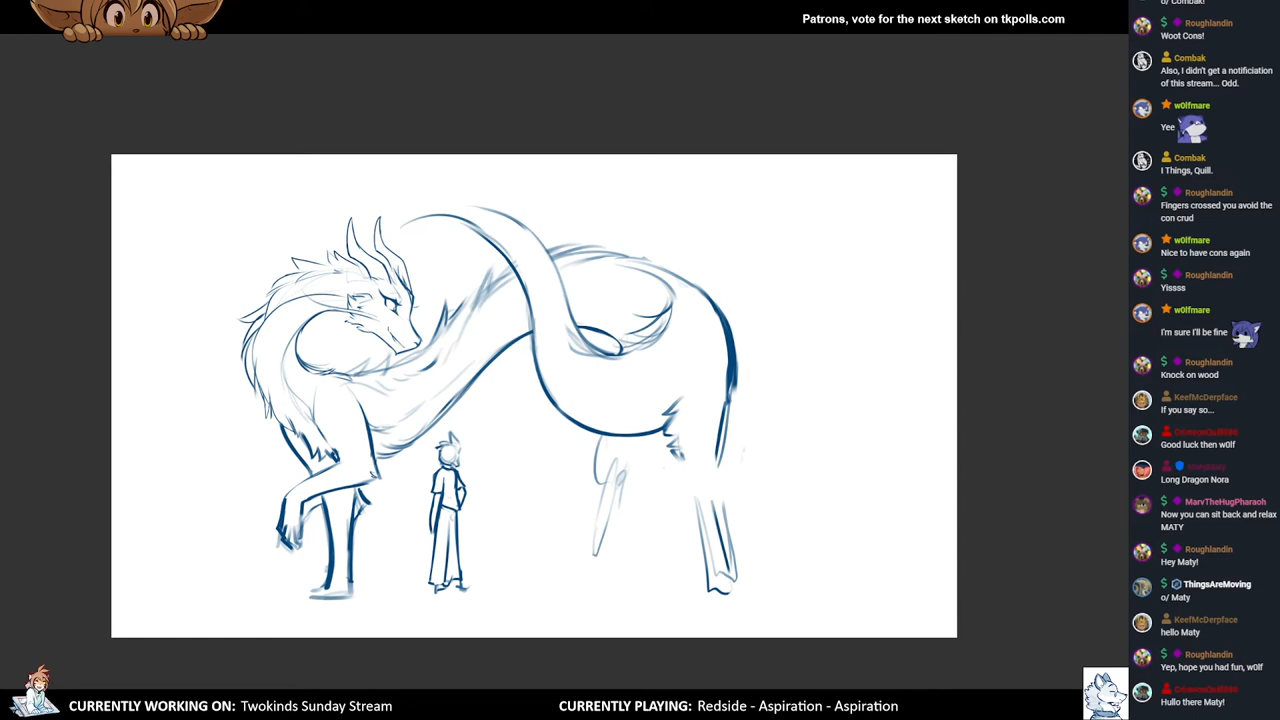 Patrons, vote for the next sketch on tkpolls.com
o/ Combak!
Roughlandin
Woot Cons!
Combak
Also, I didn't get a notificiation
of this stream... Odd.
w0lfmare
Yee
Combak
I Things, Quill.
Roughlandin
Fingers crossed you avoid the
con crud
w0lfmare
Nice to have cons again
Roughlandin
Yissss
w0lfmare
I'm sure I'll be fine
Roughlandin
Knock on wood
KeefMcDerpface
If you say so...
Good luck then w0lf
Long Dragon Nora
MarvTheHugPharaoh
Now you can sit back and relax
MATY
Roughlandin
Hey Maty!
ThingsAreMoving
o/ Maty
KeefMcDerpface
hello Maty
Roughlandin
Yep, hope you had fun, w0lf
Hullo there Maty!
CURRENTLY WORKING ON: Twokinds Sunday Stream
CURRENTLY PLAYING: Redside - Aspiration - Aspiration